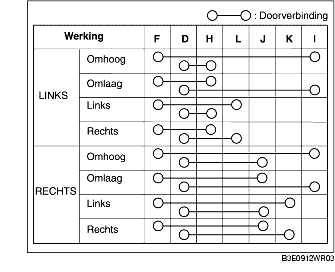 : Doorverbinding
Werking F D H L J K I
LINKS
Omhoog
Omlaag
Links
Rechts
RECHTS
Omhoog
Omlaag
Links
Rechts
B3E0912WR03